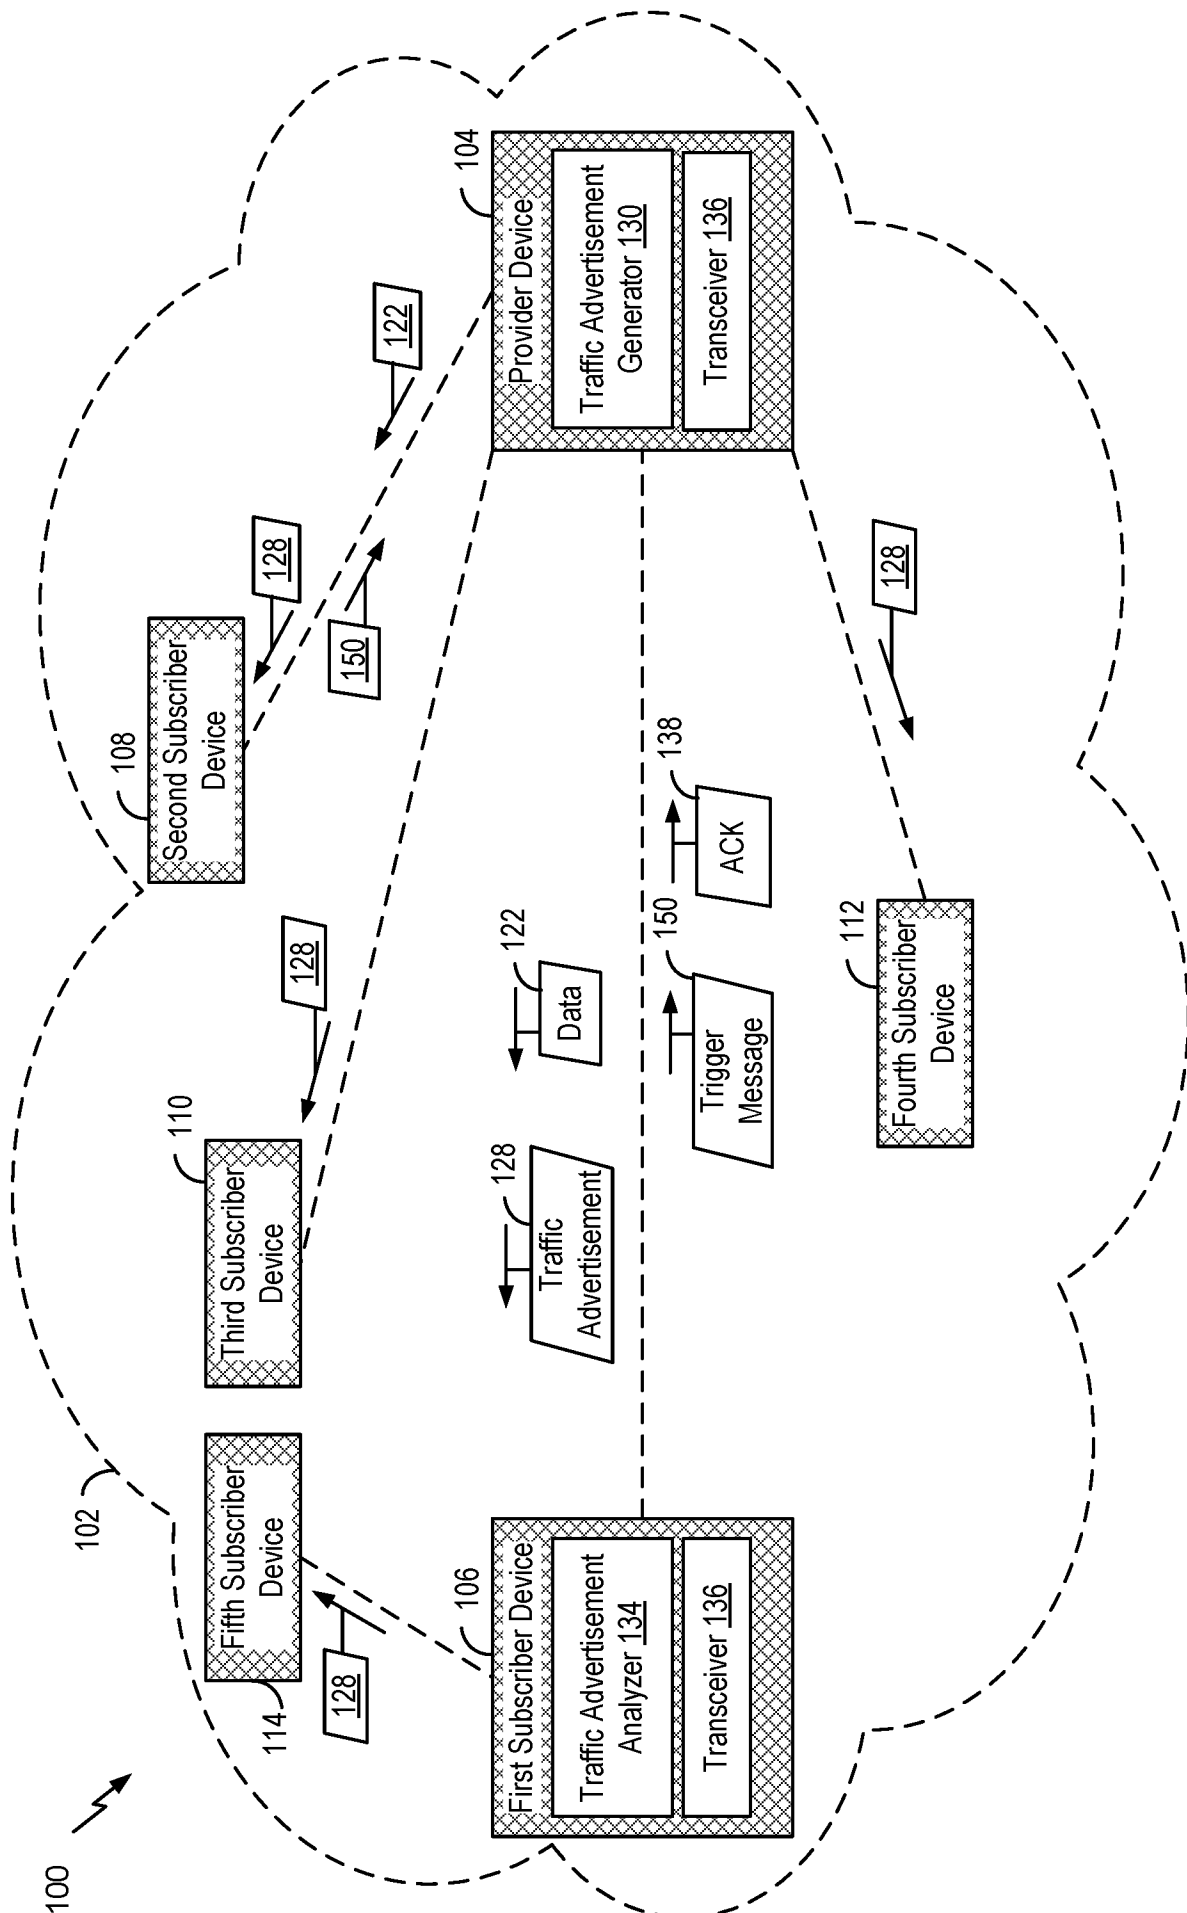 100
102
114
Fifth Subscriber
Device
128
110
Third Subscriber
Device
128
108
Second Subscriber
Device
128
150
122
106
First Subscriber Device
Traffic Advertisement
Analyzer 134
Transceiver 136
128
Traffic
Advertisement
122
Data
150
Trigger
Message
138
ACK
104
Provider Device
Traffic Advertisement
Generator 130
Transceiver 136
112
Fourth Subscriber
Device
128